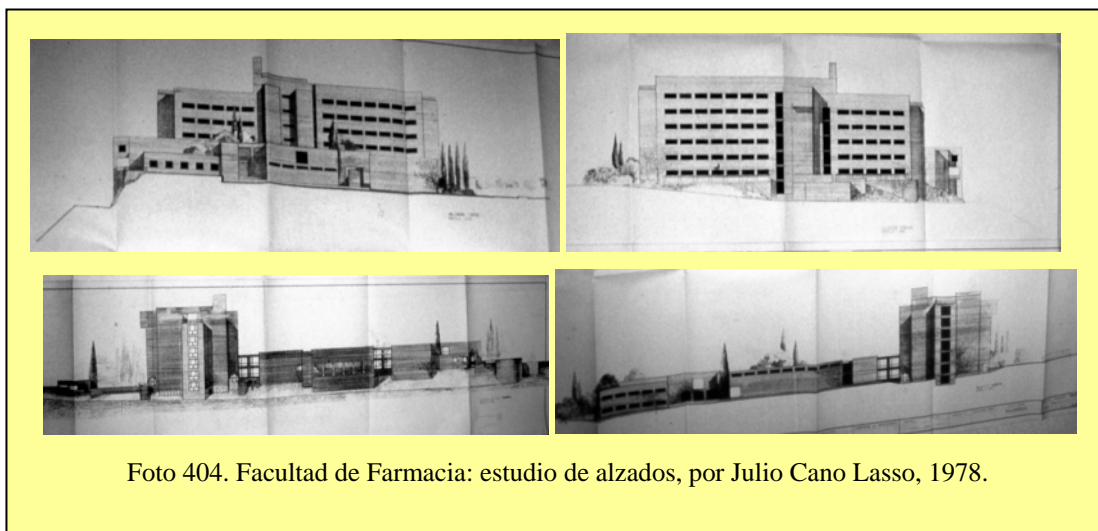 Foto 404. Facultad de Farmacia: estudio de alzados, por Julio Cano Lasso, 1978.